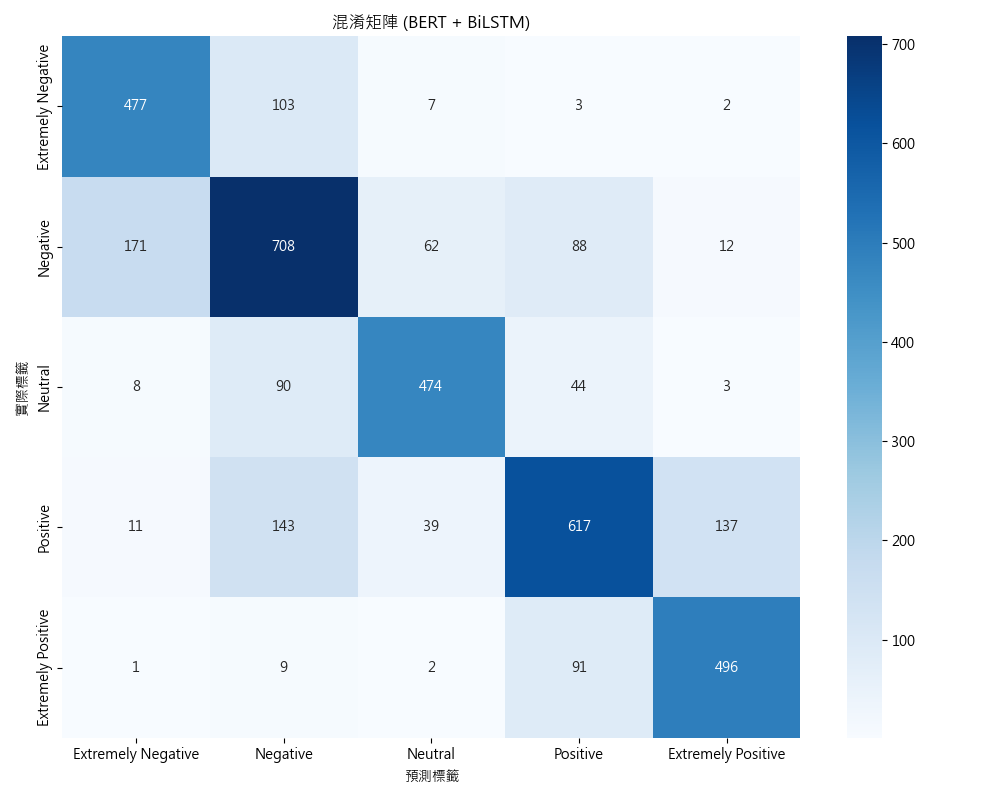 混淆矩陣 (BERT + BiLSTM)
實際標籤
Extremely Negative
477 103 7 3 2
Negative
171 708 62 88 12
Neutral
8 90 474 44 3
Positive
11 143 39 617 137
Extremely Positive
1 9 2 91 496
Extremely Negative Negative Neutral Positive Extremely Positive
預測標籤
700
600
500
400
300
200
100